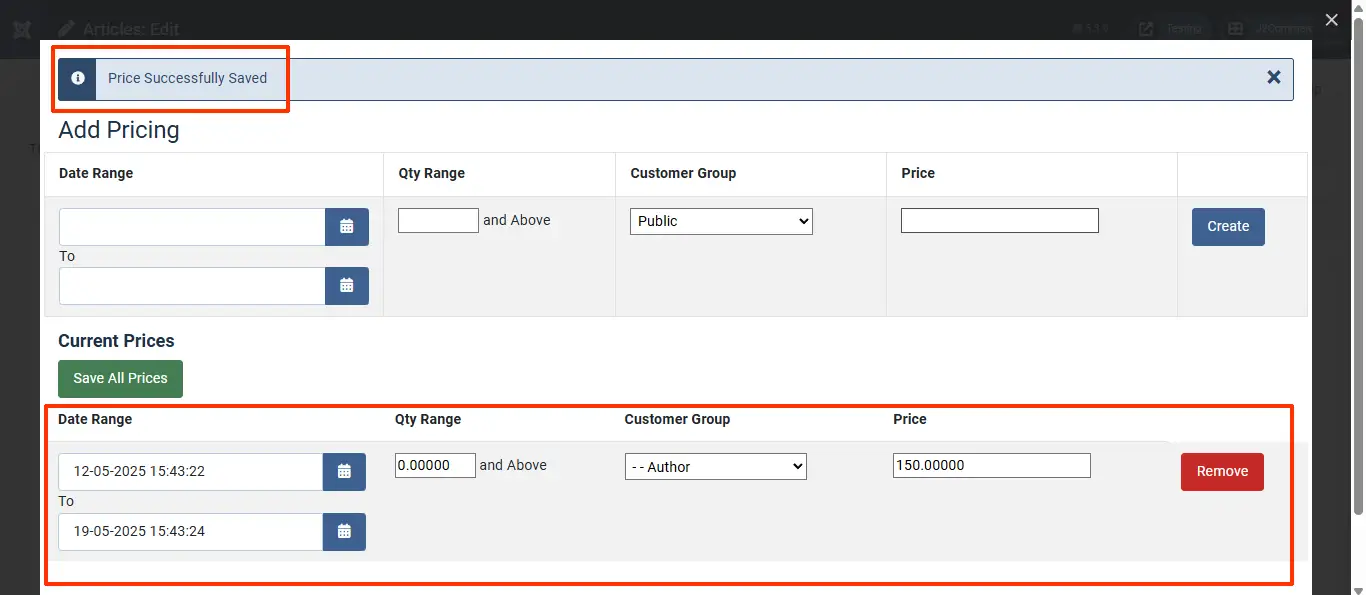 Articles: Edit
Price Successfully Saved
Add Pricing
Date Range Qty Range Customer Group Price
and Above Public Create
To
Current Prices
Save All Prices
Date Range Qty Range Customer Group Price
12-05-2025 15:43:22 0.00000 and Above - - Author 150.00000 Remove
To
19-05-2025 15:43:24